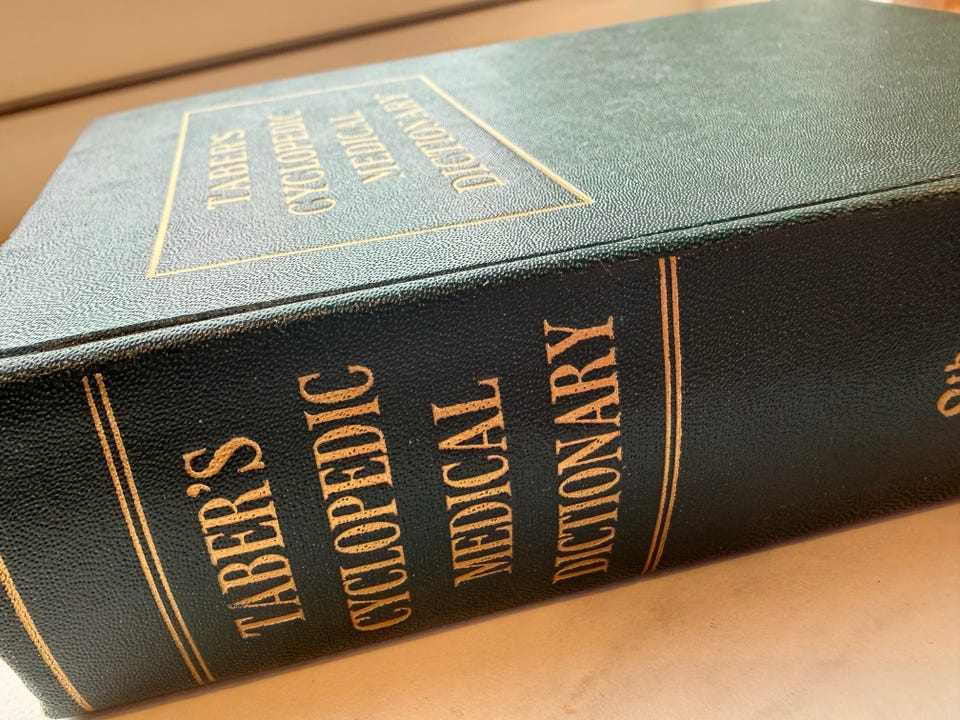 TABER'S
CYCLOPEDIC
MEDICAL
DICTIONARY
TABER'S
CYCLOPEDIC
MEDICAL
DICTIONARY